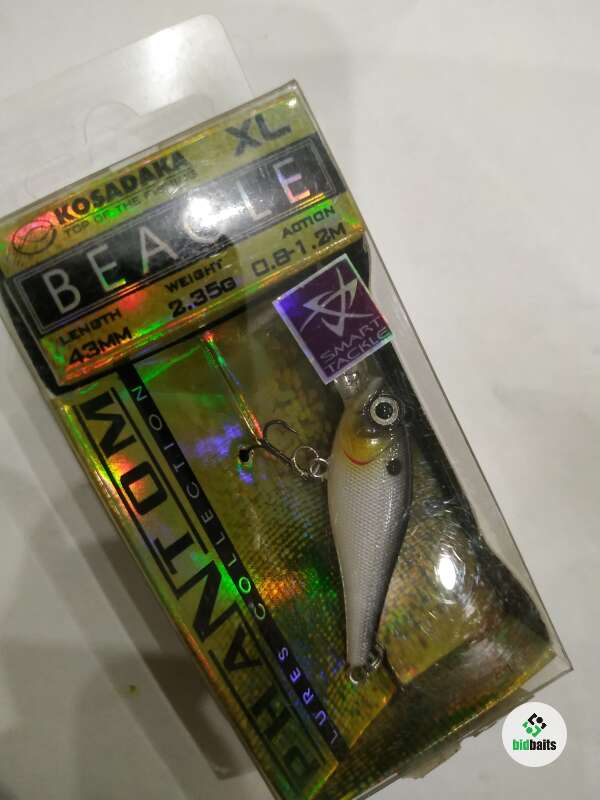 KOSADAKA
XL
TOP OF THE FISHING
BEAGLE
LENGTH
43MM
WEIGHT
2.35G
ACTION
0.8-1.2M
SMART
TACKLE
PHANTOM
LURES COLLECTION
bidbaits